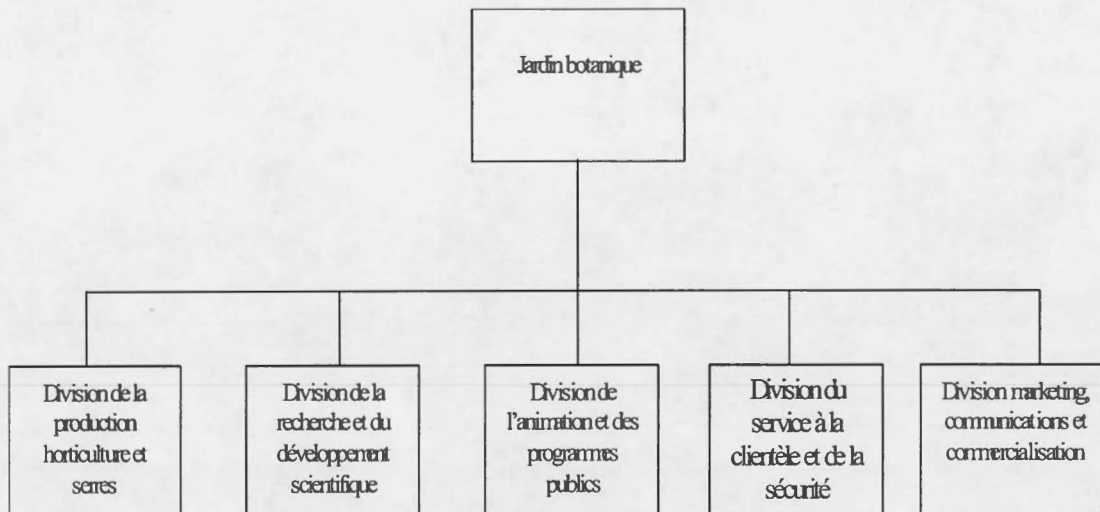 Jardin botanique
Division de la
production
horticulture et
serres
Division de la
recherche et du
développement
scientifique
Division de
l'animation et des
programmes
publics
Division du
service à la
clientèle et de la
sécurité
Division marketing,
communications et
commercialisation